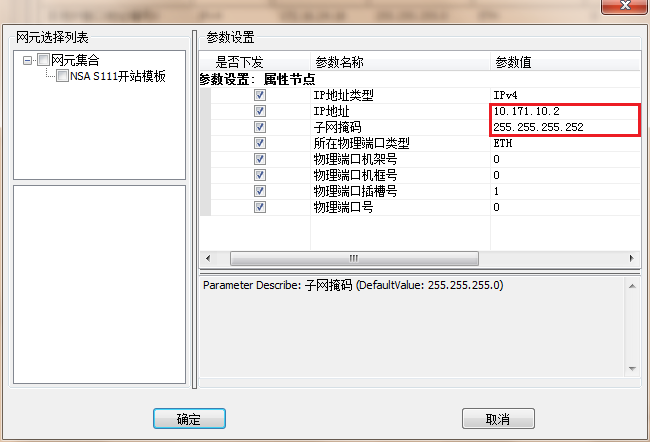 网元选择列表
网元集合
NSA S111开站模板
参数设置
是否下发 参数名称 参数值
参数设置: 属性节点
IP地址类型 IPv4
IP地址 10.171.10.2
子网掩码 255.255.255.252
所在物理端口类型 ETH
物理端口机架号 0
物理端口机框号 0
物理端口插槽号 1
物理端口号 0
Parameter Describe: 子网掩码 (DefaultValue: 255.255.255.0)
确定 取消